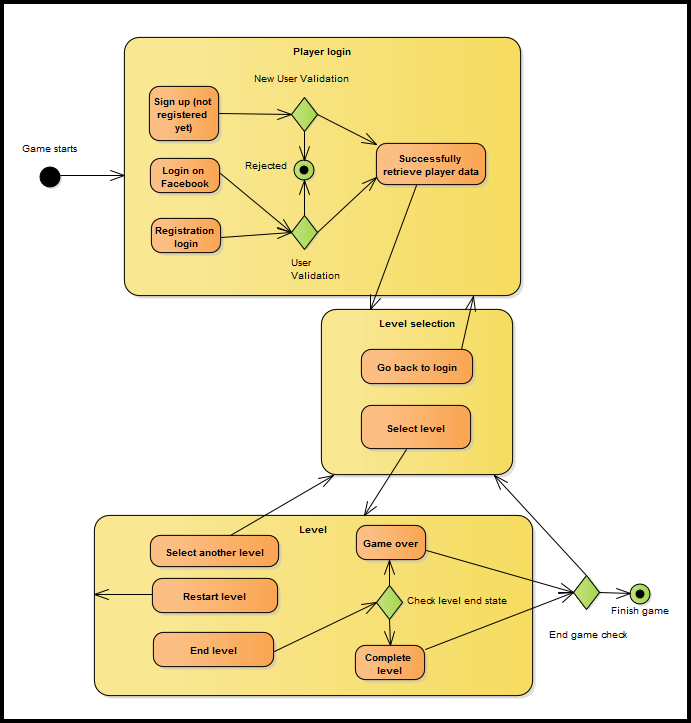 Player login
New User Validation
Sign up (not
registered
yet)
Game starts
Rejected
Successfully
retrieve player data
Login on
Facebook
Registration
login
User
Validation
Level selection
Go back to login
Select level
Level
Select another level
Game over
Restart level
Check level end state
Finish game
End level
Complete
level
End game check